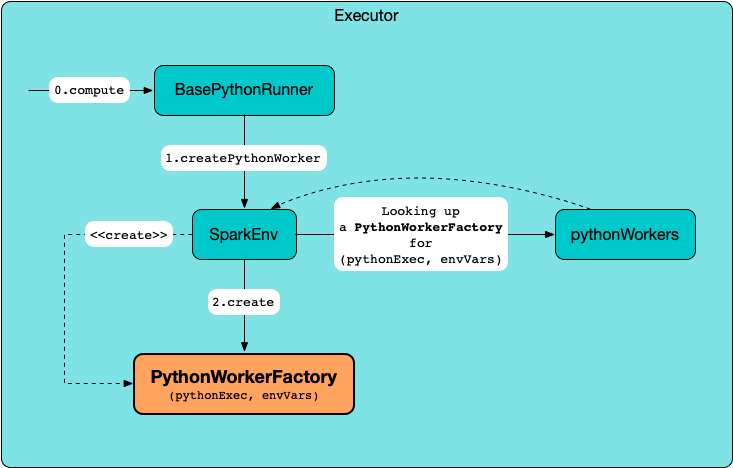 Executor
0.compute
BasePythonRunner
1.createPythonWorker
<<create>>
SparkEnv
Looking up
a PythonWorkerFactory
for
(pythonExec, envVars)
pythonWorkers
2.create
PythonWorkerFactory
(pythonExec, envVars)